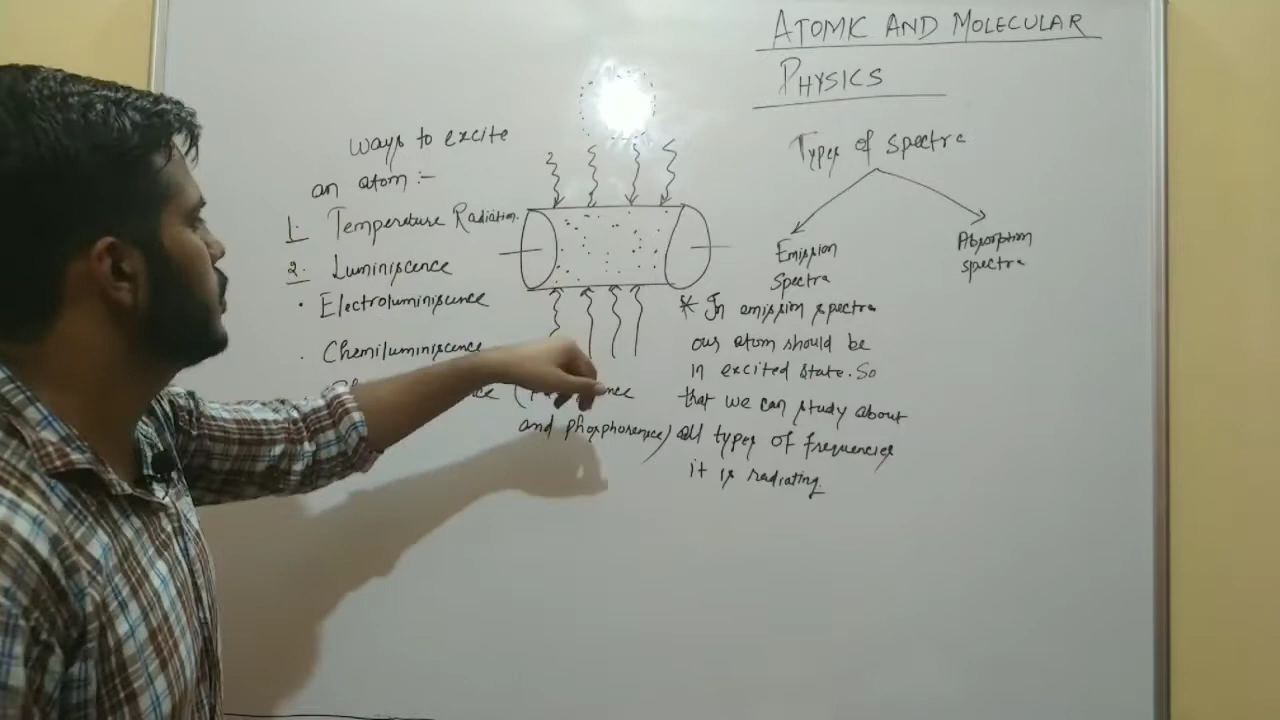 ATOMIC AND MOLECULAR
PHYSICS
Types of spectra
Emission
Spectra
Absorption
spectra
* In emission spectra
our atom should be
in excited state. So
that we can study about
all types of frequencies
it is radiating
ways to excite
an atom :-
1. Temperature Radiation.
2. Luminiscence
· Electroluminiscence
· Chemiluminiscence
and phosphorence)